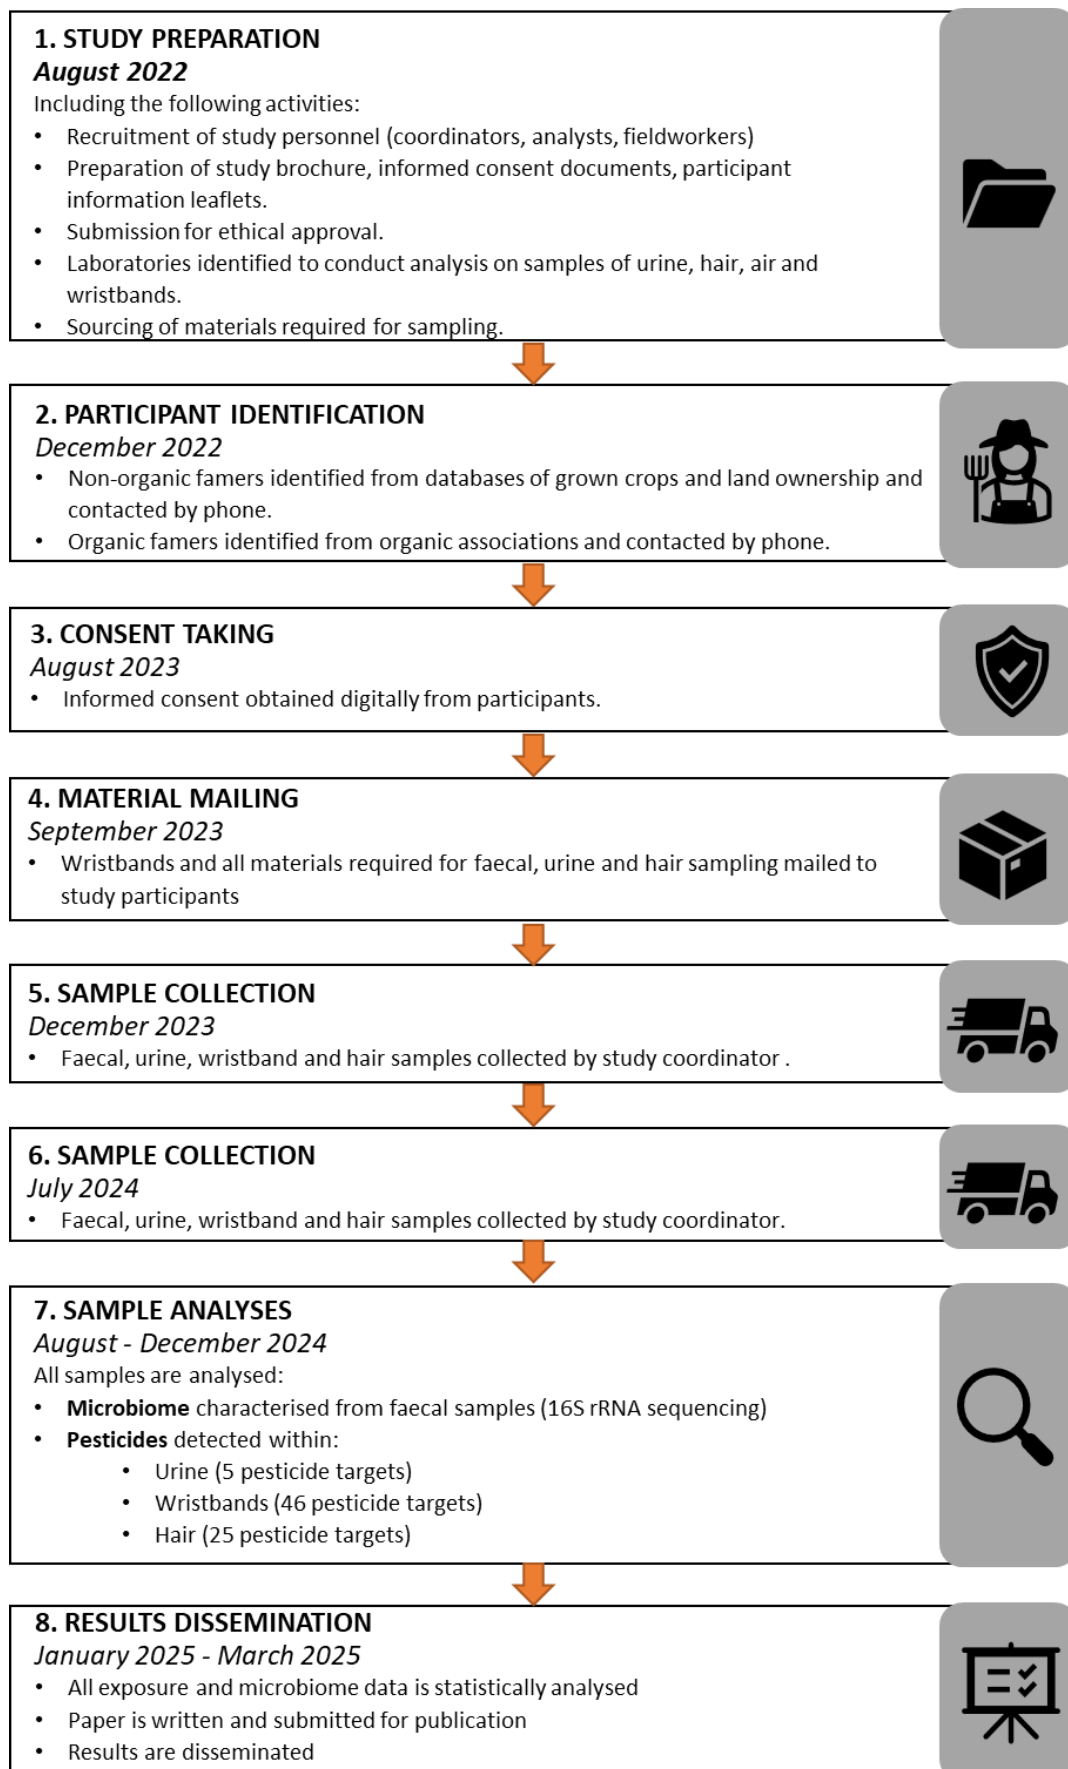 1. STUDY PREPARATION
August 2022
Including the following activities:
• Recruitment of study personnel (coordinators, analysts, fieldworkers)
• Preparation of study brochure, informed consent documents, participant
information leaflets.
• Submission for ethical approval.
• Laboratories identified to conduct analysis on samples of urine, hair, air and
wristbands.
• Sourcing of materials required for sampling.
2. PARTICIPANT IDENTIFICATION
December 2022
• Non-organic famers identified from databases of grown crops and land ownership and
contacted by phone.
• Organic famers identified from organic associations and contacted by phone.
3. CONSENT TAKING
August 2023
• Informed consent obtained digitally from participants.
4. MATERIAL MAILING
September 2023
• Wristbands and all materials required for faecal, urine and hair sampling mailed to
study participants
5. SAMPLE COLLECTION
December 2023
• Faecal, urine, wristband and hair samples collected by study coordinator .
6. SAMPLE COLLECTION
July 2024
• Faecal, urine, wristband and hair samples collected by study coordinator.
7. SAMPLE ANALYSES
August - December 2024
All samples are analysed:
• Microbiome characterised from faecal samples (16S rRNA sequencing)
• Pesticides detected within:
• Urine (5 pesticide targets)
• Wristbands (46 pesticide targets)
• Hair (25 pesticide targets)
8. RESULTS DISSEMINATION
January 2025 - March 2025
• All exposure and microbiome data is statistically analysed
• Paper is written and submitted for publication
• Results are disseminated